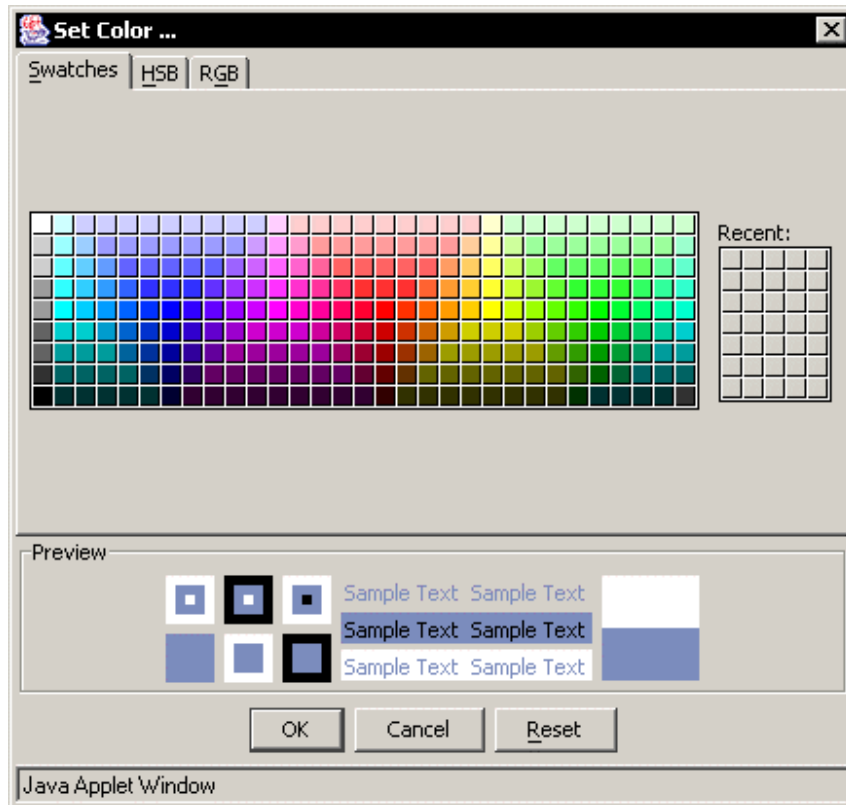 Set Color ...
Swatches HSB RGB
Recent:
Preview
Sample Text Sample Text
Sample Text Sample Text
Sample Text Sample Text
OK Cancel Reset
Java Applet Window